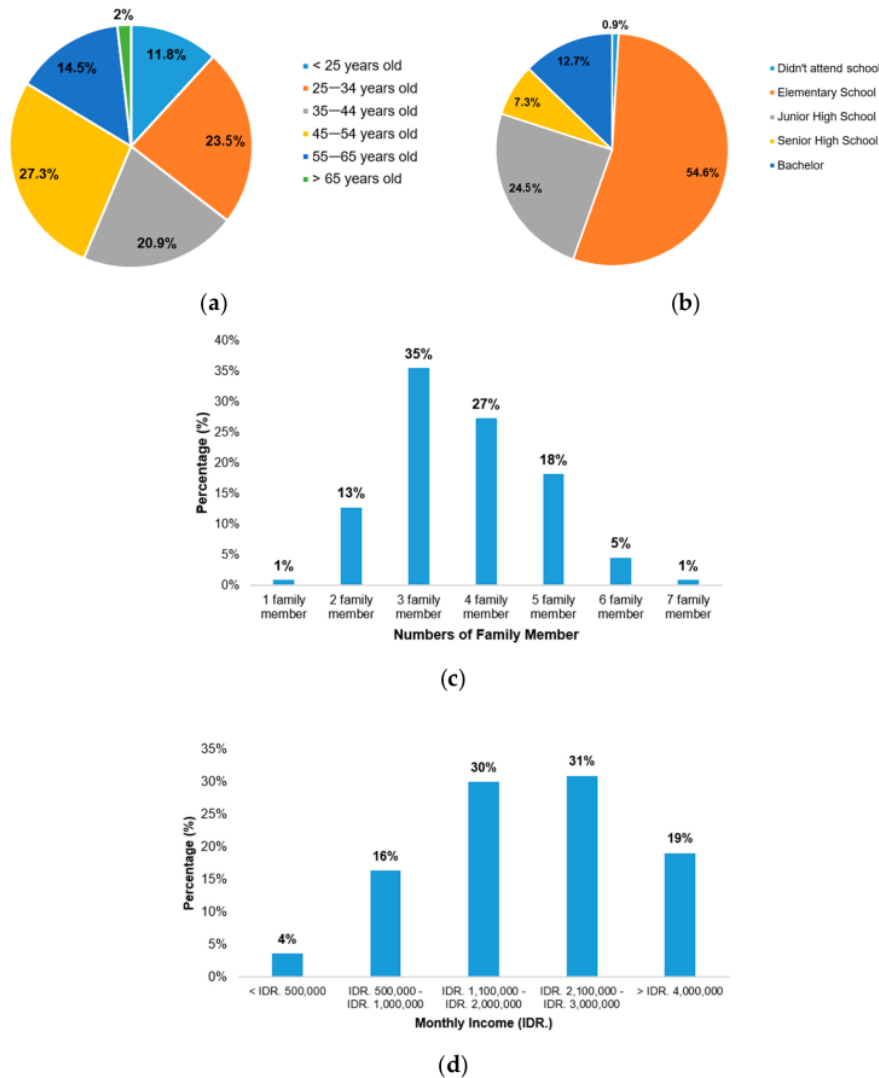 2%
11.8%
14.5%
23.5%
27.3%
20.9%
< 25 years old
25—34 years old
35—44 years old
45—54 years old
55—65 years old
> 65 years old
(a)
0.9%
12.7%
7.3%
24.5%
54.6%
Didn't attend school
Elementary School
Junior High School
Senior High School
Bachelor
(b)
Percentage (%)
40%
35%
30%
25%
20%
15%
10%
5%
0%
1%
13%
35%
27%
18%
5%
1%
1 family
member
2 family
member
3 family
member
4 family
member
5 family
member
6 family
member
7 family
member
Numbers of Family Member
(c)
Percentage (%)
35%
30%
25%
20%
15%
10%
5%
0%
4%
16%
30%
31%
19%
< IDR. 500,000
IDR. 500,000 -
IDR. 1,000,000
IDR. 1,100,000 -
IDR. 2,000,000
IDR. 2,100,000 -
IDR. 3,000,000
> IDR. 4,000,000
Monthly Income (IDR.)
(d)